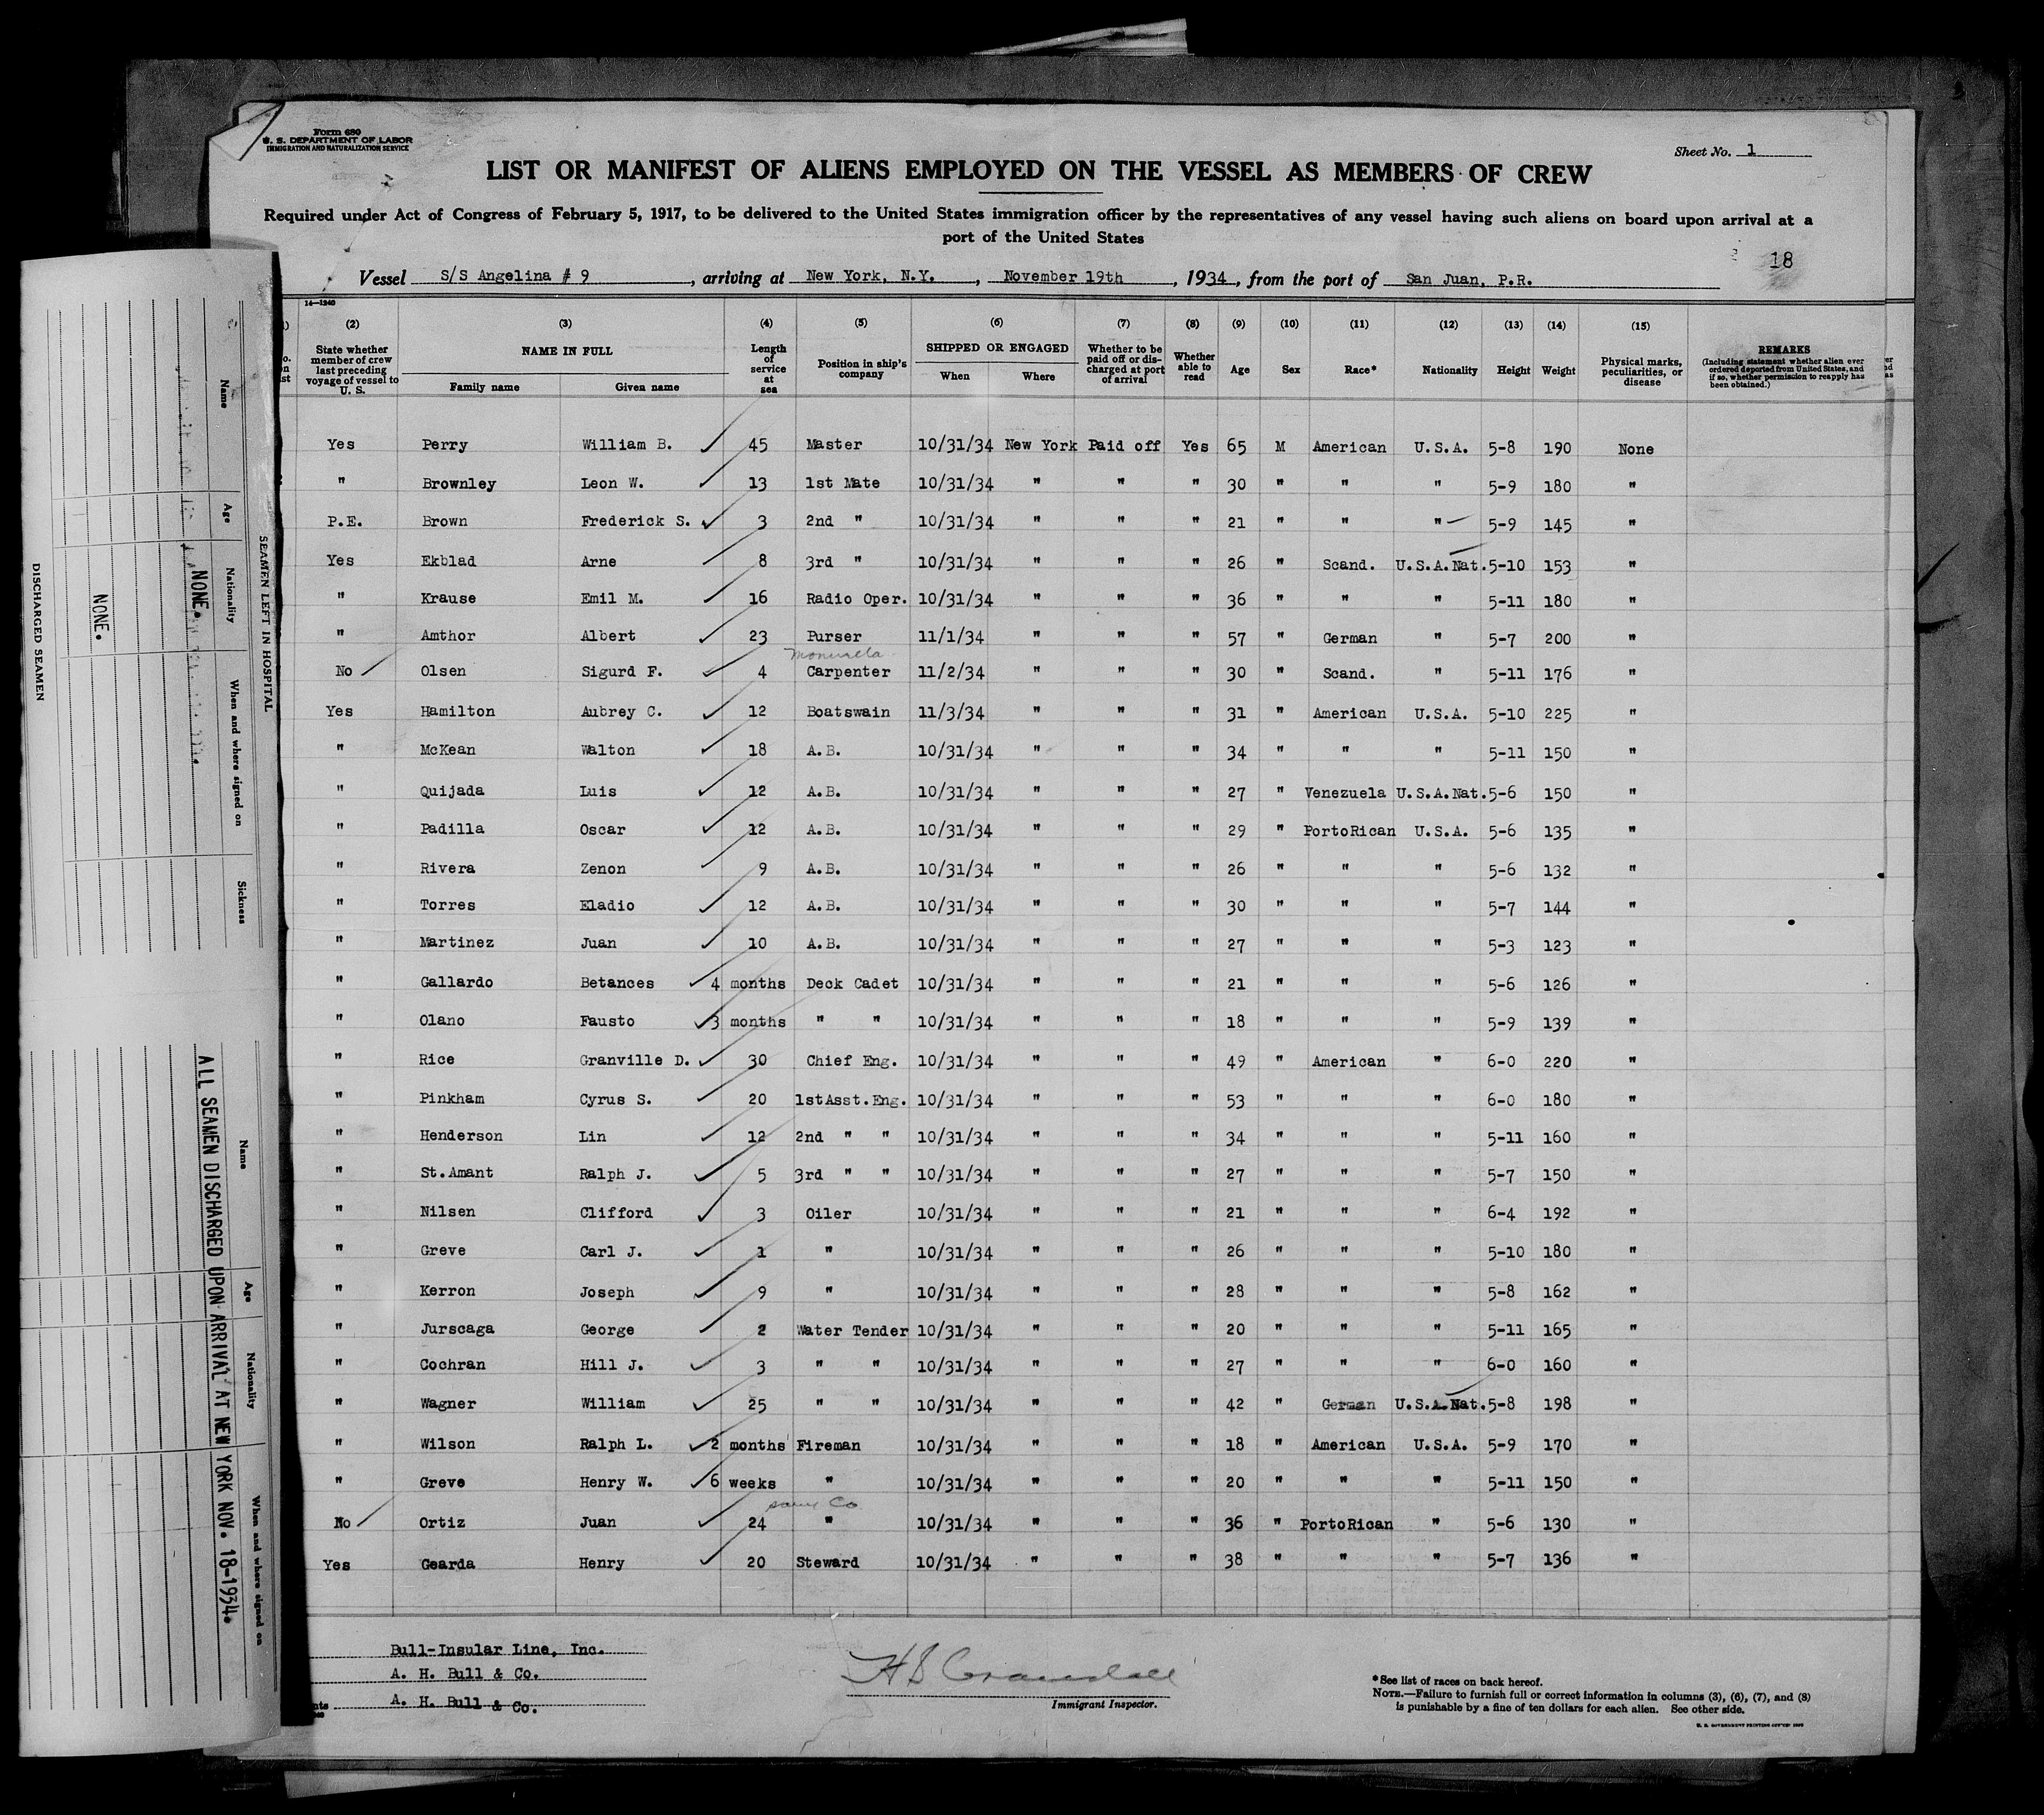 Form 680
U. S. DEPARTMENT OF LABOR
IMMIGRATION AND NATURALIZATION SERVICE
Sheet No. 1
LIST OR MANIFEST OF ALIENS EMPLOYED ON THE VESSEL AS MEMBERS OF CREW
Required under Act of Congress of February 5, 1917, to be delivered to the United States immigration officer by the representatives of any vessel having such aliens on board upon arrival at a
port of the United States
18
Vessel S/S Angelina # 9, arriving at New York, N.Y., November 19th, 1934, from the port of San Juan, P.R.
14—1240
(2) (3) (4) (5) (6) (7) (8) (9) (10) (11) (12) (13) (14) (15)
State whether member of crew last preceding voyage of vessel to U. S. NAME IN FULL Family name Given name Length of service at sea Position in ship's company SHIPPED OR ENGAGED When Where Whether to be paid off or discharged at port of arrival Whether able to read Age Sex Race* Nationality Height Weight Physical marks, peculiarities, or disease REMARKS (Including statement whether alien ever ordered deported from United States, and if so, whether permission to reapply has been obtained.)
Yes Perry William B. 45 Master 10/31/34 New York Paid off Yes 65 M American U.S.A. 5-8 190 None
" Brownley Leon W. 13 1st Mate 10/31/34 " " " 30 " " " 5-9 180 "
P.E. Brown Frederick S. 3 2nd " 10/31/34 " " " 21 " " " 5-9 145 "
Yes Ekblad Arne 8 3rd " 10/31/34 " " " 26 " Scand. U.S.A.Nat. 5-10 153 "
" Krause Emil M. 16 Radio Oper. 10/31/34 " " " 36 " " " 5-11 180 "
" Amthor Albert 23 Purser 11/1/34 " " " 57 " German " 5-7 200 "
No Olsen Sigurd F. 4 Carpenter 11/2/34 " " " 30 " Scand. " 5-11 176 "
Yes Hamilton Aubrey C. 12 Boatswain 11/3/34 " " " 31 " American U.S.A. 5-10 225 "
" McKean Walton 18 A.B. 10/31/34 " " " 34 " " " 5-11 150 "
" Quijada Luis 12 A.B. 10/31/34 " " " 27 " Venezuela U.S.A.Nat. 5-6 150 "
" Padilla Oscar 12 A.B. 10/31/34 " " " 29 " PortoRican U.S.A. 5-6 135 "
" Rivera Zenon 9 A.B. 10/31/34 " " " 26 " " " 5-6 132 "
" Torres Eladio 12 A.B. 10/31/34 " " " 30 " " " 5-7 144 "
" Martinez Juan 10 A.B. 10/31/34 " " " 27 " " " 5-3 123 "
" Gallardo Betances 4 months Deck Cadet 10/31/34 " " " 21 " " " 5-6 126 "
" Olano Fausto 3 months " " 10/31/34 " " " 18 " " " 5-9 139 "
" Rice Granville D. 30 Chief Eng. 10/31/34 " " " 49 " American " 6-0 220 "
" Pinkham Cyrus S. 20 1stAsst.Eng. 10/31/34 " " " 53 " " " 6-0 180 "
" Henderson Lin 12 2nd " " 10/31/34 " " " 34 " " " 5-11 160 "
" St.Amant Ralph J. 5 3rd " " 10/31/34 " " " 27 " " " 5-7 150 "
" Nilsen Clifford 3 Oiler 10/31/34 " " " 21 " " " 6-4 192 "
" Greve Carl J. 1 " 10/31/34 " " " 26 " " " 5-10 180 "
" Kerron Joseph 9 " 10/31/34 " " " 28 " " " 5-8 162 "
" Jurscaga George 2 Water Tender 10/31/34 " " " 20 " " " 5-11 165 "
" Cochran Hill J. 3 " " 10/31/34 " " " 27 " " " 6-0 160 "
" Wagner William 25 " " 10/31/34 " " " 42 " German U.S.A.Nat. 5-8 198 "
" Wilson Ralph L. 2 months Fireman 10/31/34 " " " 18 " American U.S.A. 5-9 170 "
" Greve Henry W. 6 weeks " 10/31/34 " " " 20 " " " 5-11 150 "
same Co
No Ortiz Juan 24 " 10/31/34 " " " 36 " PortoRican " 5-6 130 "
Yes Gearda Henry 20 Steward 10/31/34 " " " 38 " " " 5-7 136 "
Bull-Insular Line, Inc.
A. H. Bull & Co.
A. H. Bull & Co.
Immigrant Inspector.
*See list of races on back hereof.
NOTE.—Failure to furnish full or correct information in columns (3), (6), (7), and (8)
is punishable by a fine of ten dollars for each alien. See other side.
SEAMEN LEFT IN HOSPITAL
Name Age Nationality When and where signed on Sickness
NONE.
NONE.
DISCHARGED SEAMEN
Name Age Nationality When and where signed on
ALL SEAMEN DISCHARGED UPON ARRIVAL AT NEW YORK NOV. 18-1934.